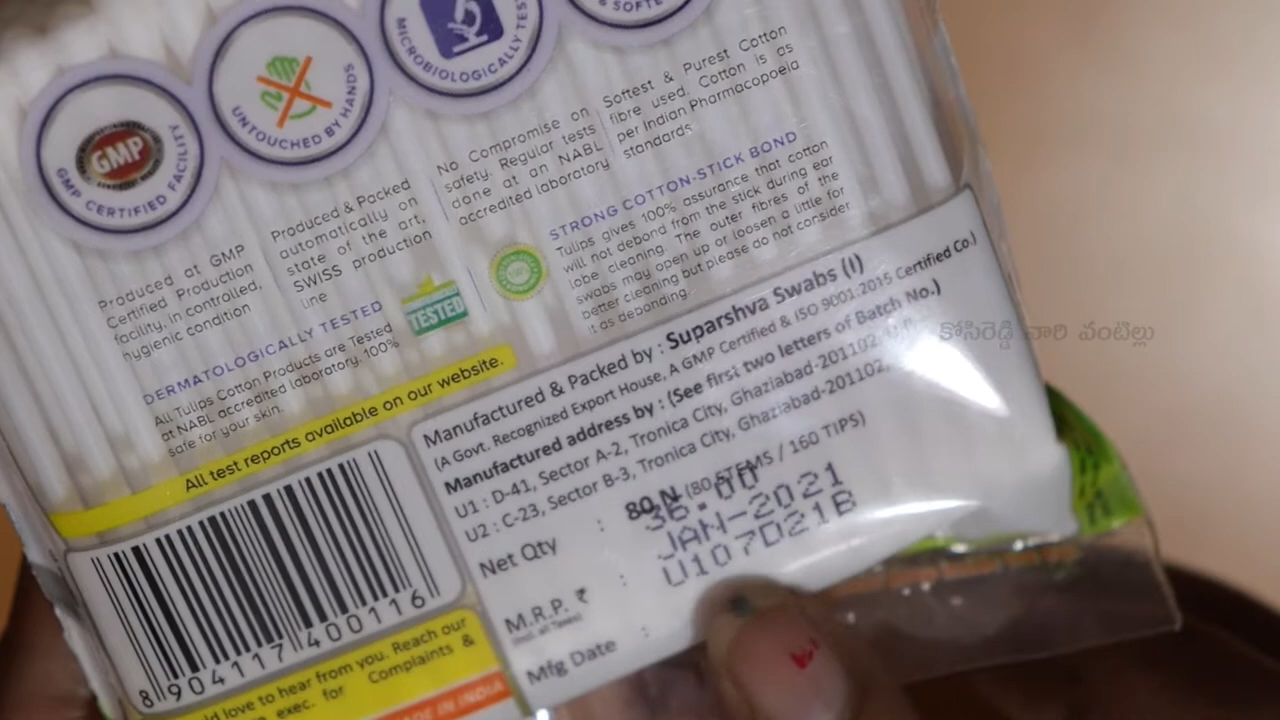 GMP
GMP CERTIFIED FACILITY
UNTOUCHED BY HANDS
MICROBIOLOGICALLY
& SOFTE
Produced at GMP
Certified Production
facility, in controlled,
hygienic condition
Produced & Packed
automatically on
state of the art,
SWISS production
line
No Compromise on
safety. Regular tests
done at an NABL
accredited laboratory
Softest & Purest Cotton
fibre used. Cotton is as
per Indian Pharmacopoeia
standards
DERMATOLOGICALLY TESTED
All Tulips Cotton Products are Tested
at NABL accredited laboratory. 100%
safe for your skin.
TESTED
100%
STRONG COTTON-STICK BOND
Tulips gives 100% assurance that cotton
will not debond from the stick during ear
lobe cleaning. The outer fibres of the
swabs may open up or loosen a little for
better cleaning but please do not consider
it as debonding.
All test reports available on our website.
Manufactured & Packed by : Suparshva Swabs (I)
(A Govt. Recognized Export House, A GMP Certified & ISO 9001:2015 Certified Co.)
Manufactured address by : (See first two letters of Batch No.)
U1 : D-41, Sector A-2, Tronica City, Ghaziabad-201102,
U2 : C-23, Sector B-3, Tronica City, Ghaziabad-201102,
Net Qty : 80 N (80 STEMS / 160 TIPS)
M.R.P. ₹ : 36.00
(Incl. all Taxes)
Mfg Date : JAN-2021
U107D21B
8 904117 400116
love to hear from you. Reach our
exec. for Complaints &
MADE IN INDIA
కోసిరెడ్డి వారి వంటిల్లు